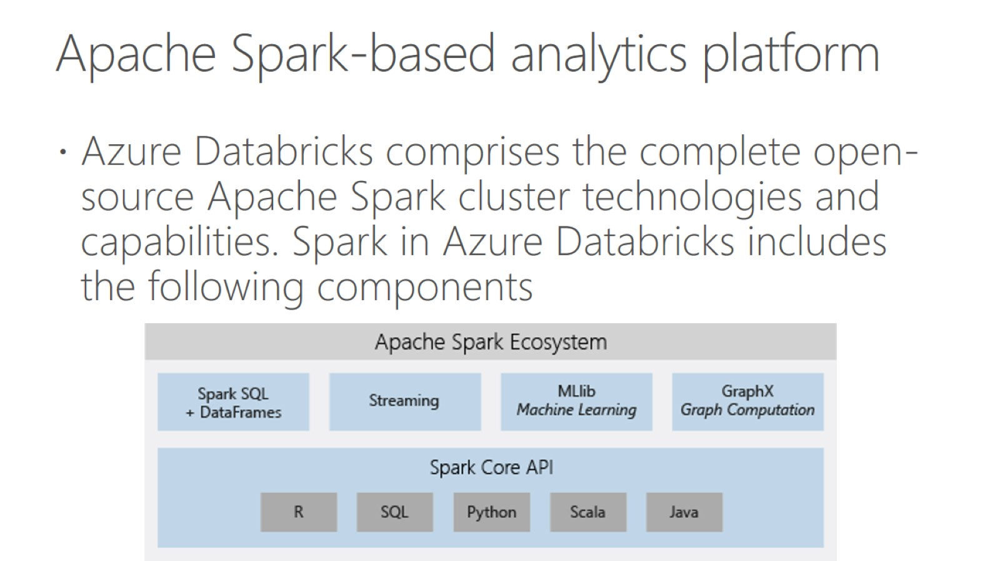 Apache Spark-based analytics platform
• Azure Databricks comprises the complete open-
source Apache Spark cluster technologies and
capabilities. Spark in Azure Databricks includes
the following components
Apache Spark Ecosystem
Spark SQL
+ DataFrames
Streaming
MLlib
Machine Learning
GraphX
Graph Computation
Spark Core API
R
SQL
Python
Scala
Java